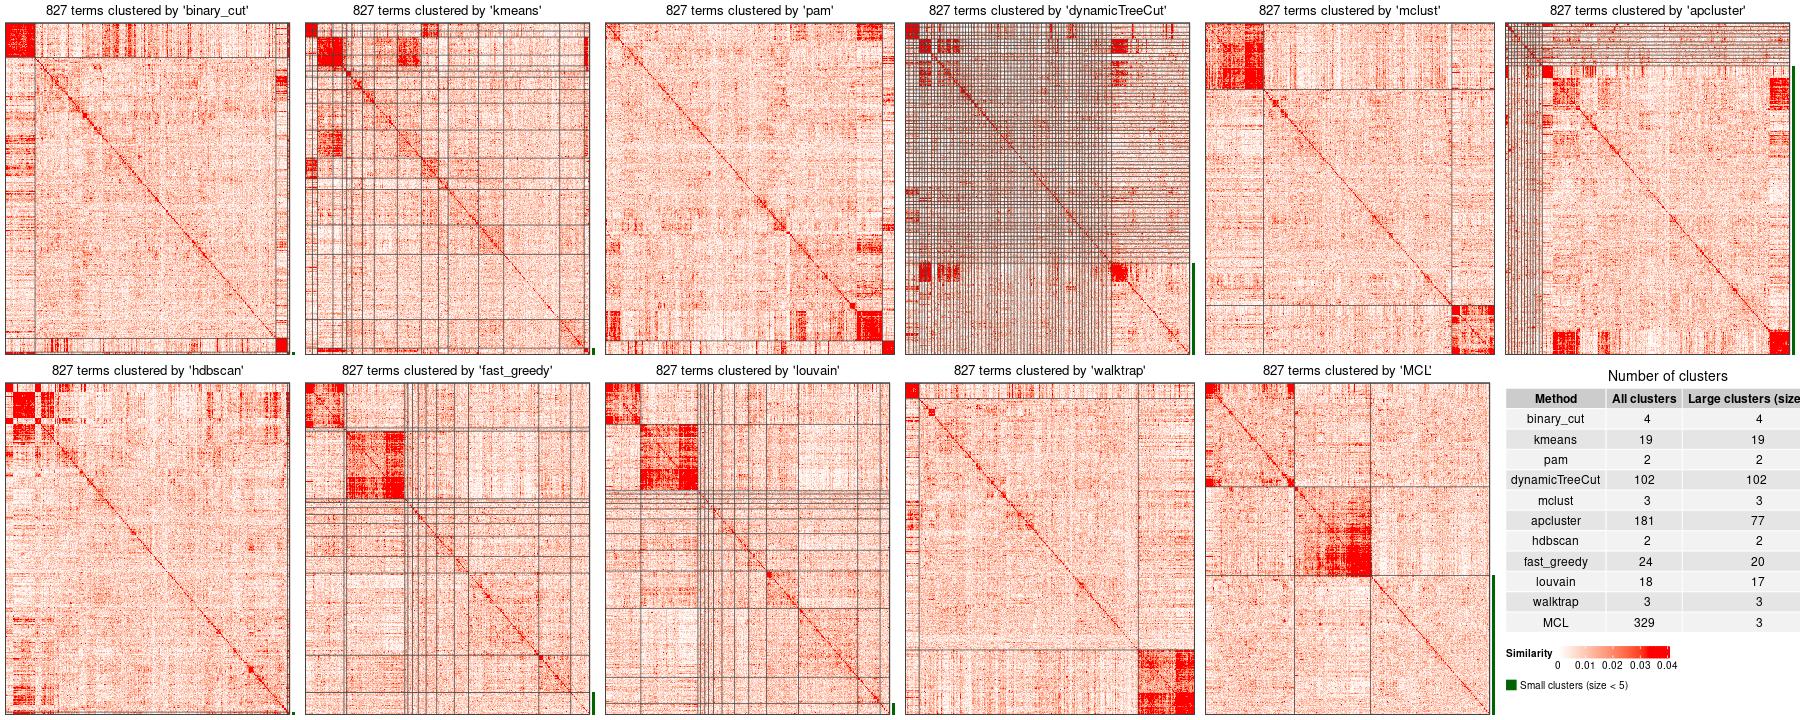 827 terms clustered by 'binary_cut'
827 terms clustered by 'kmeans'
827 terms clustered by 'pam'
827 terms clustered by 'dynamicTreeCut'
827 terms clustered by 'mclust'
827 terms clustered by 'apcluster'
827 terms clustered by 'hdbscan'
827 terms clustered by 'fast_greedy'
827 terms clustered by 'louvain'
827 terms clustered by 'walktrap'
827 terms clustered by 'MCL'
Number of clusters
Method All clusters Large clusters (size
binary_cut 4 4
kmeans 19 19
pam 2 2
dynamicTreeCut 102 102
mclust 3 3
apcluster 181 77
hdbscan 2 2
fast_greedy 24 20
louvain 18 17
walktrap 3 3
MCL 329 3
Similarity
0 0.01 0.02 0.03 0.04
Small clusters (size < 5)